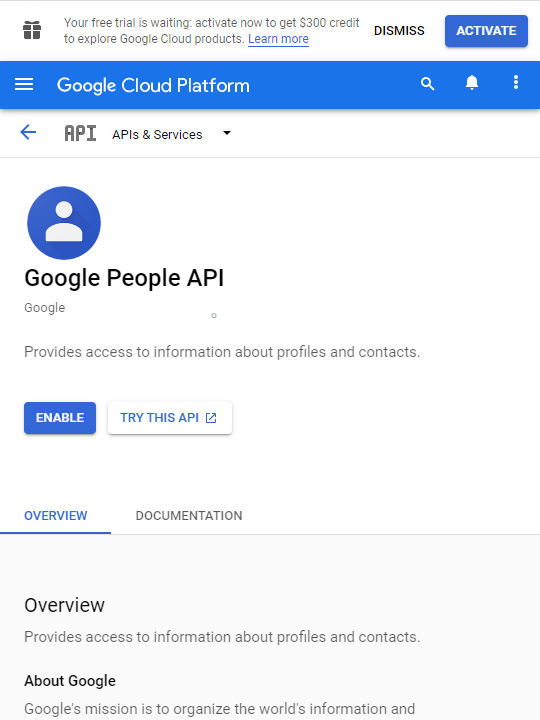 Your free trial is waiting: activate now to get $300 credit
to explore Google Cloud products. Learn more
DISMISS
ACTIVATE
Google Cloud Platform
API
APIs & Services
Google People API
Google
Provides access to information about profiles and contacts.
ENABLE
TRY THIS API
OVERVIEW
DOCUMENTATION
Overview
Provides access to information about profiles and contacts.
About Google
Google's mission is to organize the world's information and